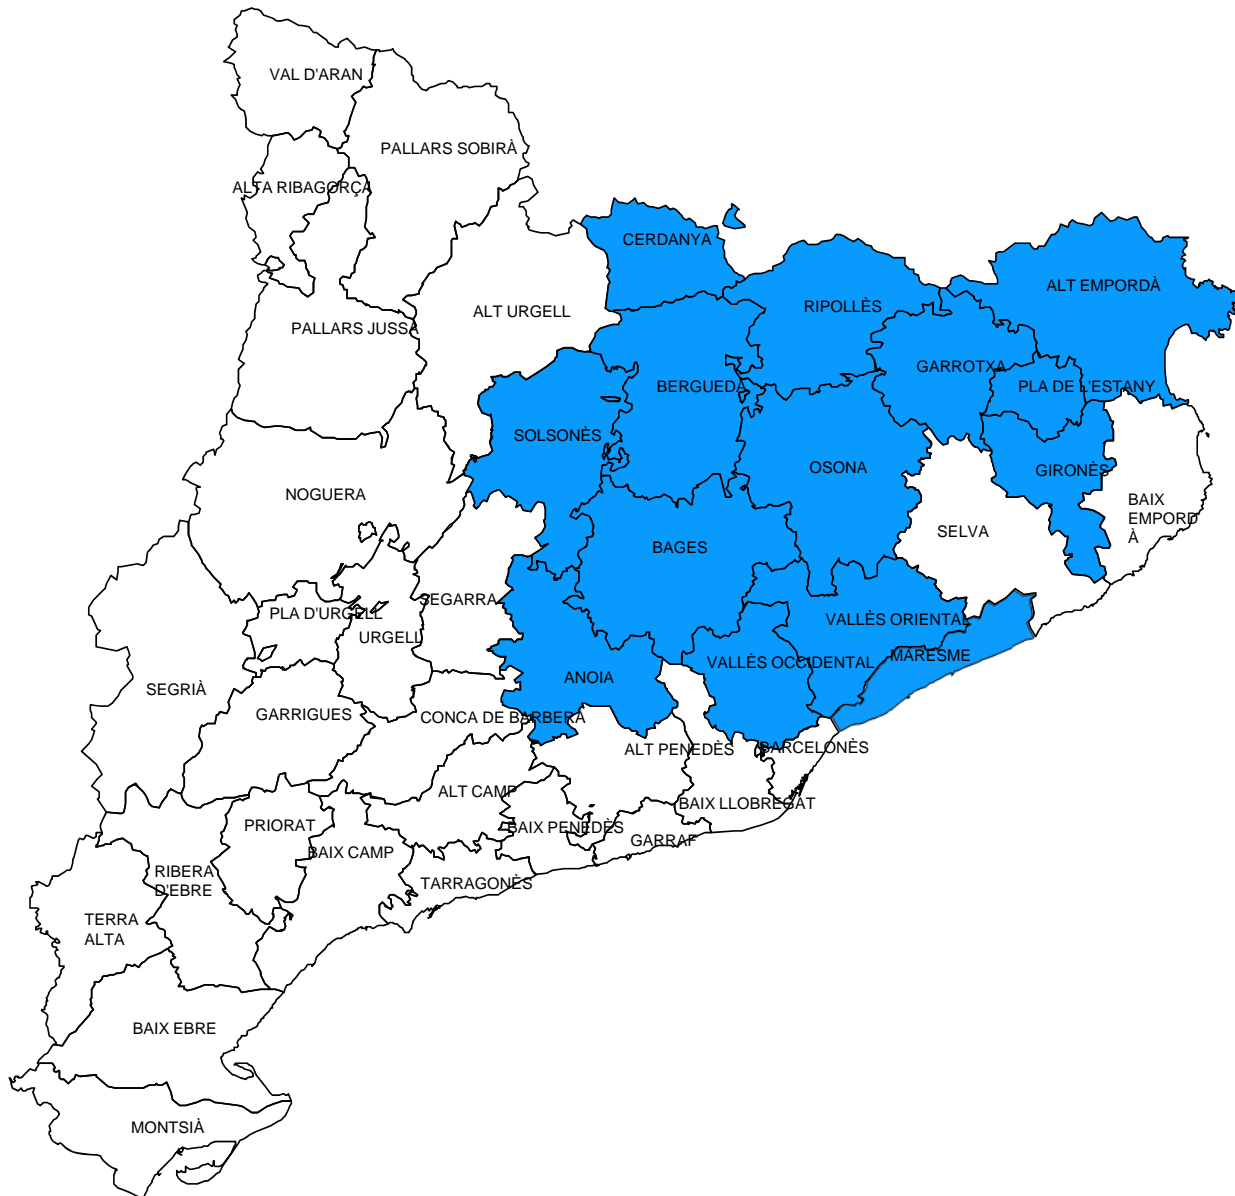 VAL D'ARAN
PALLARS SOBIRÀ
ALTA RIBAGORÇA
CERDANYA
ALT EMPORDÀ
RIPOLLÈS
ALT URGELL
PALLARS JUSSÀ
GARROTXA
BERGUEDÀ
PLA DE L'ESTANY
SOLSONÈS
OSONA
GIRONÈS
NOGUERA
BAIX
EMPORD
À
SELVA
BAGES
SEGARRA
PLA D'URGELL
VALLÈS ORIENTAL
URGELL
MARESME
VALLÈS OCCIDENTAL
ANOIA
SEGRIÀ
GARRIGUES
CONCA DE BARBERÀ
ALT PENEDÈS
BARCELONÈS
ALT CAMP
BAIX LLOBREGAT
PRIORAT
BAIX PENEDÈS
GARRAF
BAIX CAMP
RIBERA
D'EBRE
TARRAGONÈS
TERRA
ALTA
BAIX EBRE
MONTSIÀ